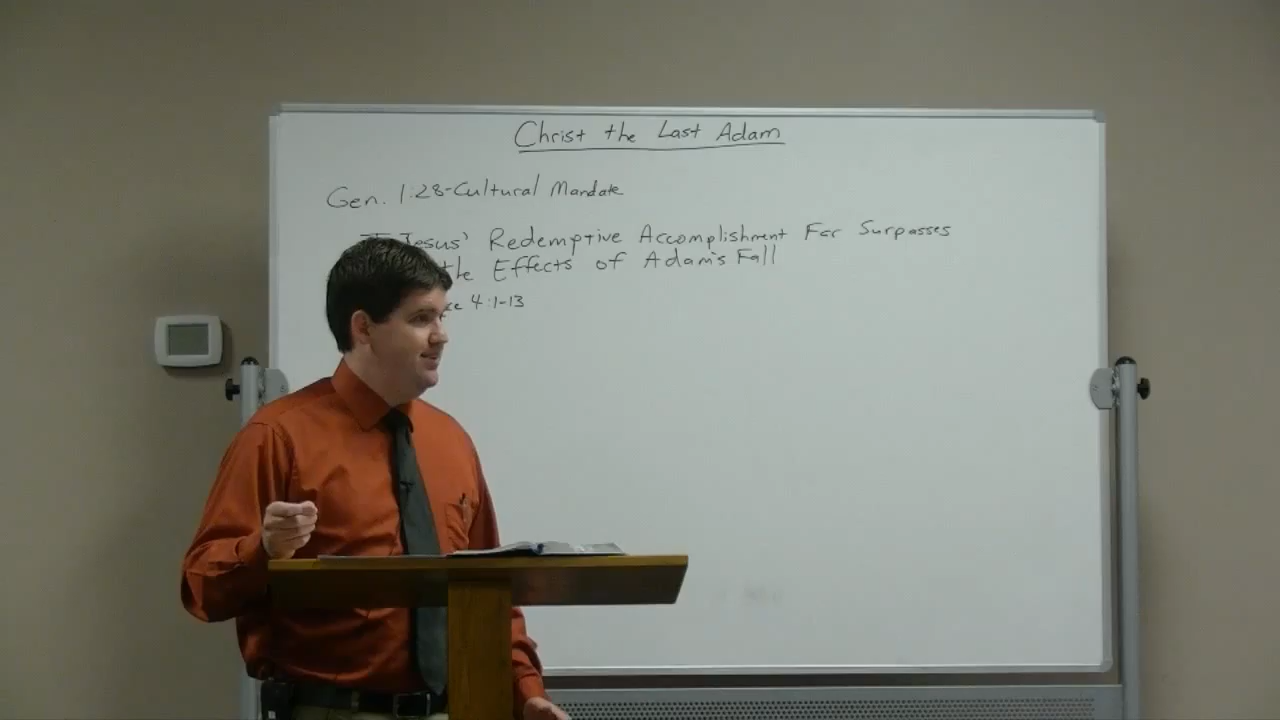 Christ the Last Adam
Gen. 1:28-Cultural Mandate
Jesus' Redemptive Accomplishment Far Surpasses
the Effects of Adam's Fall
4:1-13